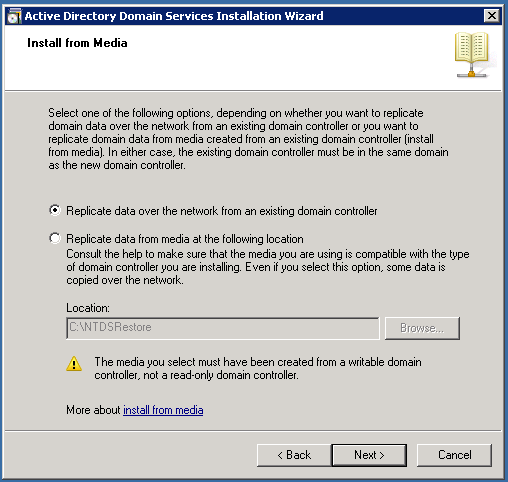 Active Directory Domain Services Installation Wizard
Install from Media
Select one of the following options, depending on whether you want to replicate
domain data over the network from an existing domain controller or you want to
replicate domain data from media created from an existing domain controller (install
from media). In either case, the existing domain controller must be in the same domain
as the new domain controller.
Replicate data over the network from an existing domain controller
Replicate data from media at the following location
Consult the help to make sure that the media you are using is compatible with the type
of domain controller you are installing. Even if you select this option, some data is
copied over the network.
Location:
C:\NTDSRestore
Browse...
The media you select must have been created from a writable domain
controller, not a read-only domain controller.
More about install from media
< Back
Next >
Cancel